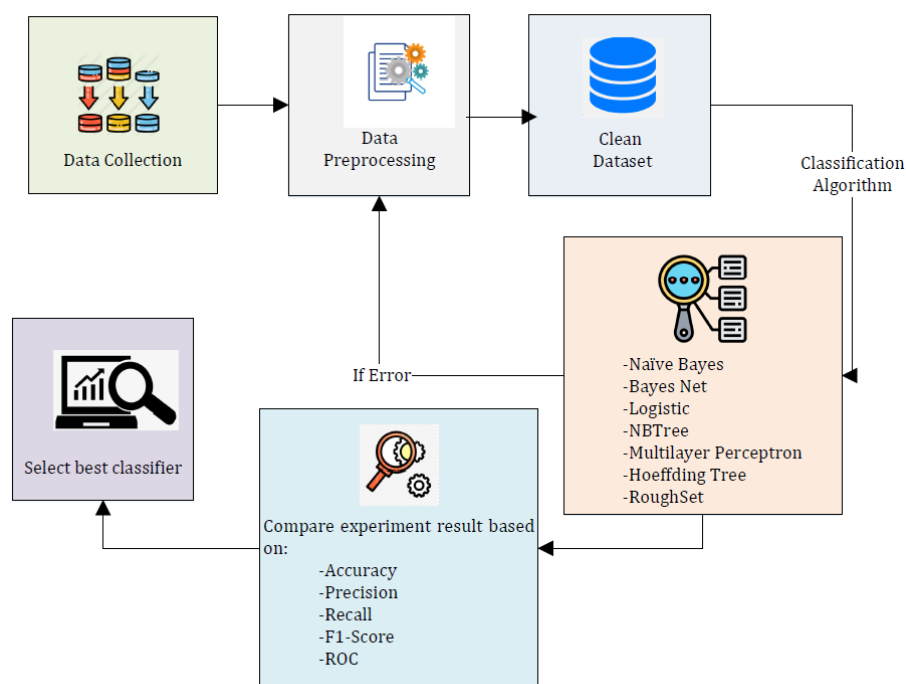 Data Collection
Data
Preprocessing
Clean
Dataset
Classification
Algorithm
-Naïve Bayes
-Bayes Net
-Logistic
-NBTree
-Multilayer Perceptron
-Hoeffding Tree
-RoughSet
If Error
Compare experiment result based
on:
-Accuracy
-Precision
-Recall
-F1-Score
-ROC
Select best classifier